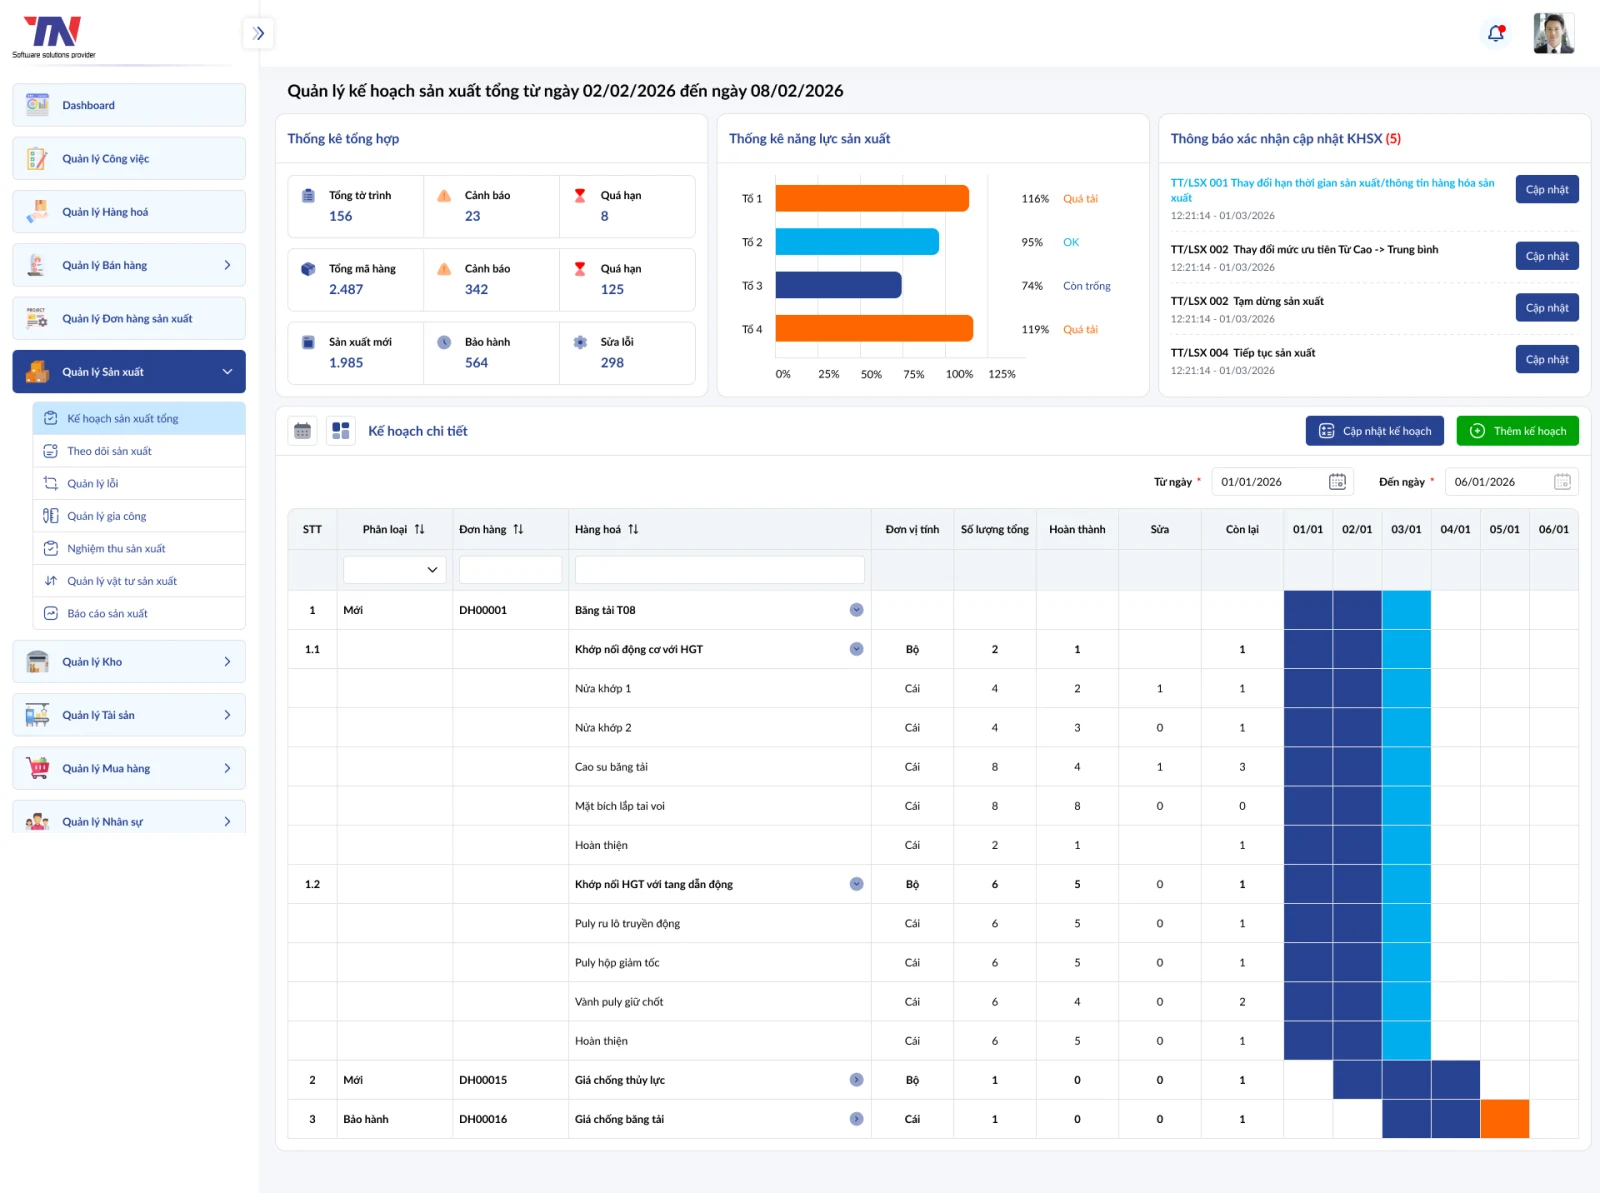 TN
Software solutions provider
Dashboard
Quản lý Công việc
Quản lý Hàng hoá
Quản lý Bán hàng
PROJECT
Quản lý Đơn hàng sản xuất
Quản lý Sản xuất
Kế hoạch sản xuất tổng
Theo dõi sản xuất
Quản lý lỗi
Quản lý gia công
Nghiệm thu sản xuất
Quản lý vật tư sản xuất
Báo cáo sản xuất
Quản lý Kho
Quản lý Tài sản
Quản lý Mua hàng
Quản lý Nhân sự
Quản lý kế hoạch sản xuất tổng từ ngày 02/02/2026 đến ngày 08/02/2026
Thống kê tổng hợp
Tổng tờ trình
156
Cảnh báo
23
Quá hạn
8
Tổng mã hàng
2.487
Cảnh báo
342
Quá hạn
125
Sản xuất mới
1.985
Bảo hành
564
Sửa lỗi
298
Thống kê năng lực sản xuất
Tổ 1 116% Quá tải
Tổ 2 95% OK
Tổ 3 74% Còn trống
Tổ 4 119% Quá tải
0% 25% 50% 75% 100% 125%
Thông báo xác nhận cập nhật KHSX (5)
TT/LSX 001 Thay đổi hạn thời gian sản xuất/thông tin hàng hóa sản
xuất
12:21:14 - 01/03/2026
Cập nhật
TT/LSX 002 Thay đổi mức ưu tiên Từ Cao -> Trung bình
12:21:14 - 01/03/2026
Cập nhật
TT/LSX 002 Tạm dừng sản xuất
12:21:14 - 01/03/2026
Cập nhật
TT/LSX 004 Tiếp tục sản xuất
12:21:14 - 01/03/2026
Cập nhật
Kế hoạch chi tiết
Cập nhật kế hoạch
Thêm kế hoạch
Từ ngày * 01/01/2026 Đến ngày * 06/01/2026
STT Phân loại Đơn hàng Hàng hoá Đơn vị tính Số lượng tổng Hoàn thành Sửa Còn lại 01/01 02/01 03/01 04/01 05/01 06/01
1 Mới DH00001 Băng tải T08
1.1 Khớp nối động cơ với HGT Bộ 2 1 1
Nửa khớp 1 Cái 4 2 1 1
Nửa khớp 2 Cái 4 3 0 1
Cao su băng tải Cái 8 4 1 3
Mặt bích lắp tai voi Cái 8 8 0 0
Hoàn thiện Cái 2 1 1
1.2 Khớp nối HGT với tang dẫn động Bộ 6 5 0 1
Puly ru lô truyền động Cái 6 5 0 1
Puly hộp giảm tốc Cái 6 5 0 1
Vành puly giữ chốt Cái 6 4 0 2
Hoàn thiện Cái 6 5 0 1
2 Mới DH00015 Giá chống thủy lực Bộ 1 0 0 1
3 Bảo hành DH00016 Giá chống băng tải Cái 1 0 0 1